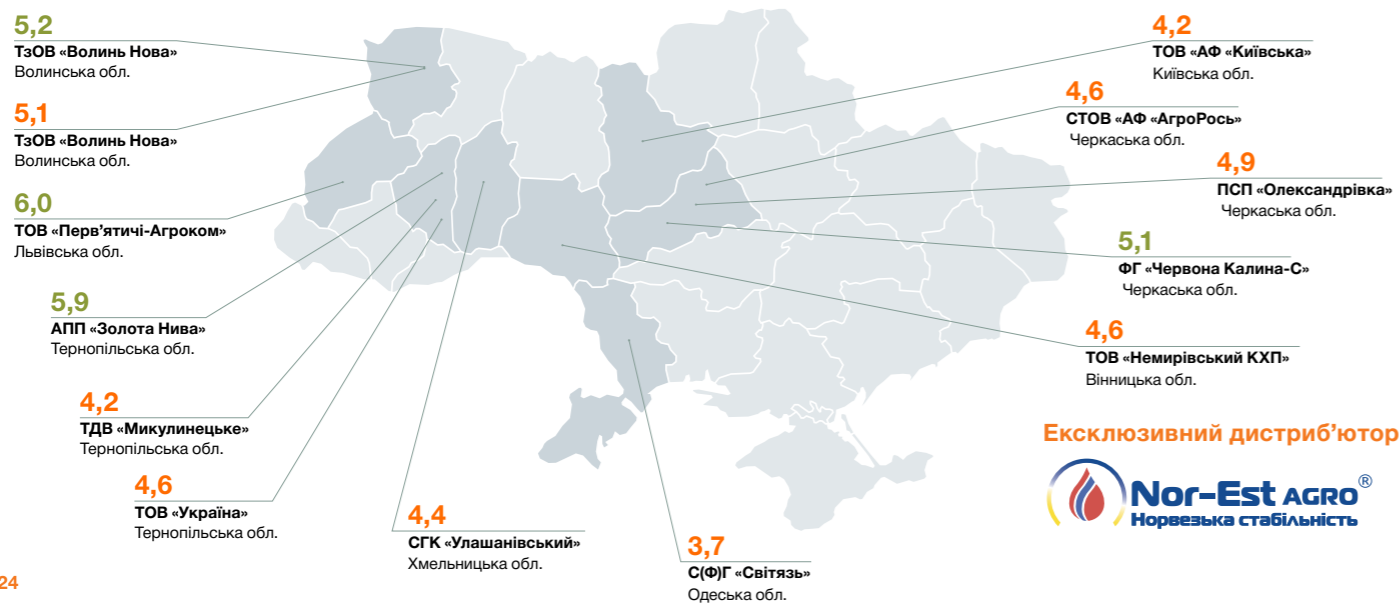 5,2
ТзОВ «Волинь Нова»
Волинська обл.
5,1
ТзОВ «Волинь Нова»
Волинська обл.
6,0
ТОВ «Перв’ятичі-Агроком»
Львівська обл.
5,9
АПП «Золота Нива»
Тернопільська обл.
4,2
ТДВ «Микулинецьке»
Тернопільська обл.
4,6
ТОВ «Україна»
Тернопільська обл.
4,4
СГК «Улашанівський»
Хмельницька обл.
3,7
С(Ф)Г «Світязь»
Одеська обл.
4,2
ТОВ «АФ «Київська»
Київська обл.
4,6
СТОВ «АФ «АгроРось»
Черкаська обл.
4,9
ПСП «Олександрівка»
Черкаська обл.
5,1
ФГ «Червона Калина-С»
Черкаська обл.
4,6
ТОВ «Немирівський КХП»
Вінницька обл.
Ексклюзивний дистриб’ютор
Nor-Est AGRO®
Норвезька стабільність
24